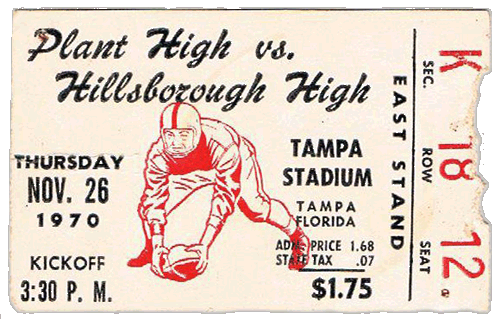 Plant High vs.
Hillsborough High
THURSDAY
NOV. 26
1970
KICKOFF
3:30 P. M.
TAMPA
STADIUM
TAMPA
FLORIDA
ADM. PRICE 1.68
STATE TAX .07
$1.75
EAST STAND
SEC. K
ROW 18
SEAT 12